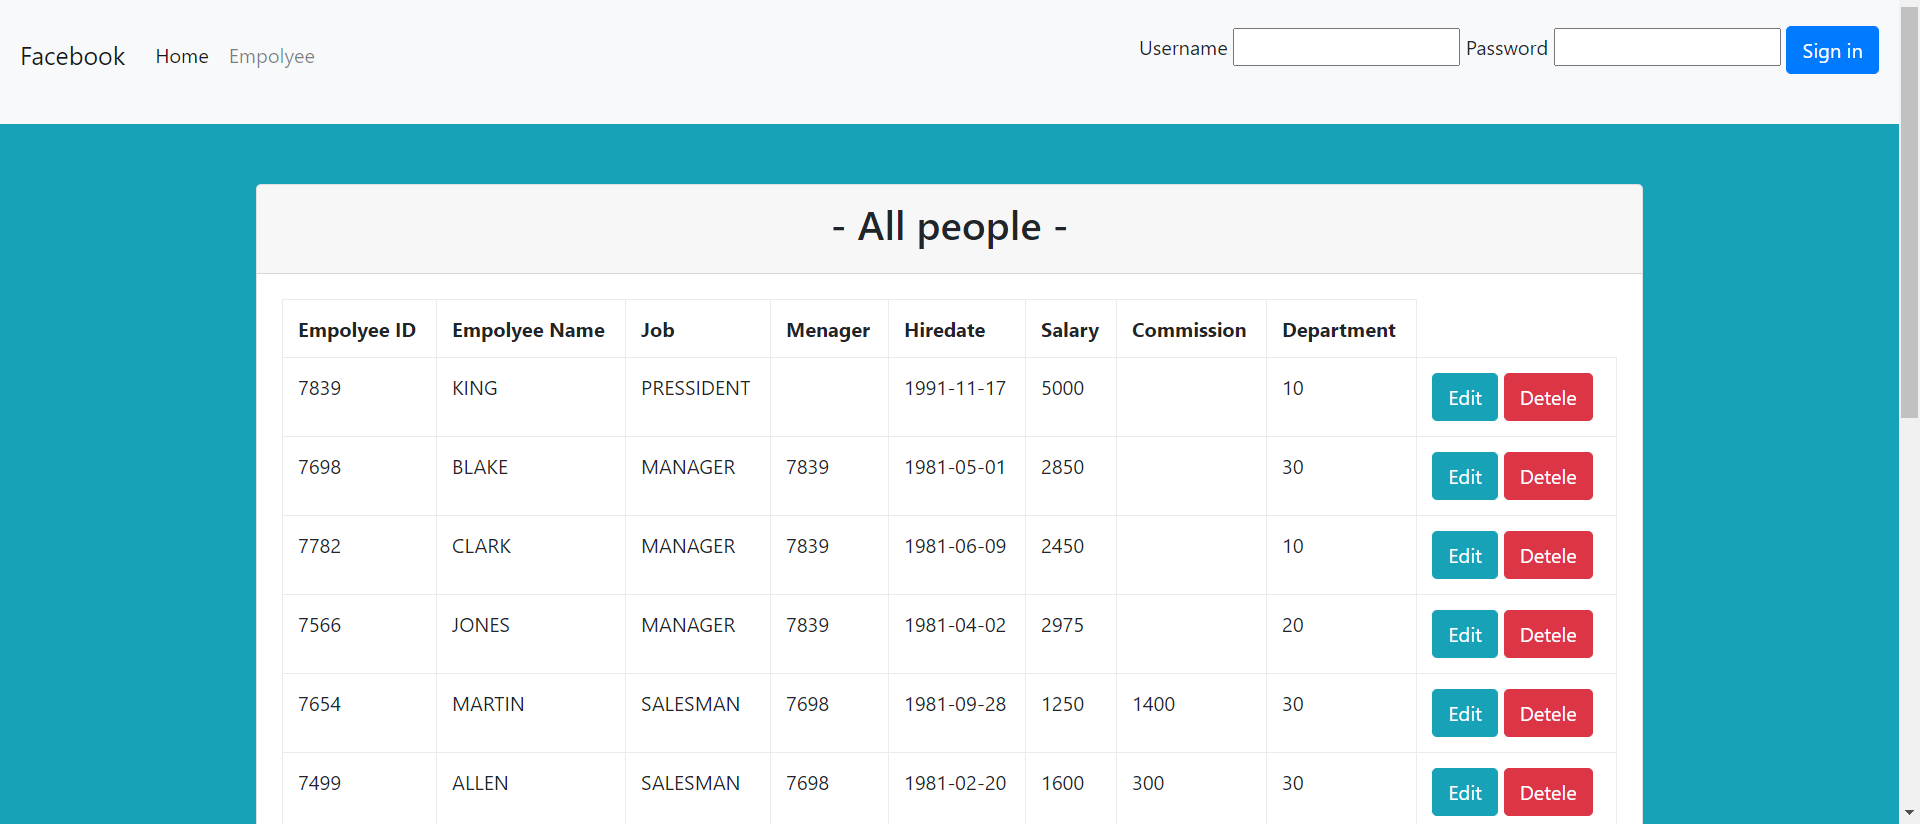 Facebook Home Empolyee Username Password Sign in
- All people -
Empolyee ID Empolyee Name Job Menager Hiredate Salary Commission Department
7839 KING PRESSIDENT 1991-11-17 5000 10 Edit Detele
7698 BLAKE MANAGER 7839 1981-05-01 2850 30 Edit Detele
7782 CLARK MANAGER 7839 1981-06-09 2450 10 Edit Detele
7566 JONES MANAGER 7839 1981-04-02 2975 20 Edit Detele
7654 MARTIN SALESMAN 7698 1981-09-28 1250 1400 30 Edit Detele
7499 ALLEN SALESMAN 7698 1981-02-20 1600 300 30 Edit Detele